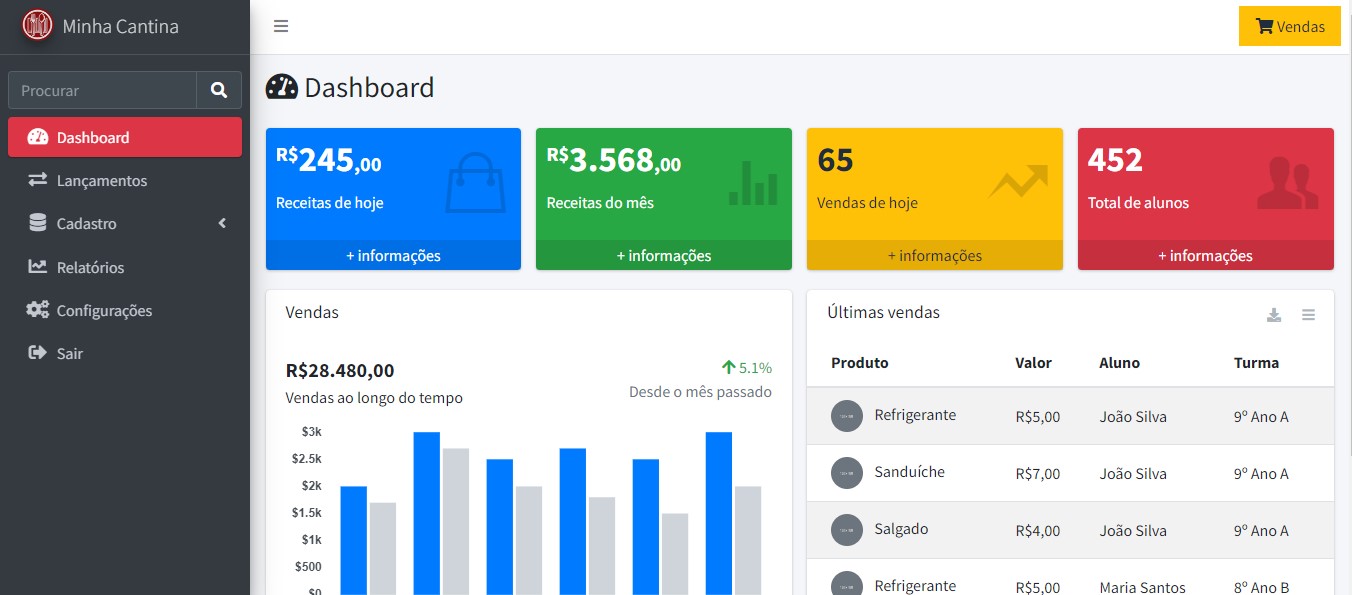 Minha Cantina
Vendas
Procurar
Dashboard
Lançamentos
Cadastro
Relatórios
Configurações
Sair
Dashboard
R$245,00
Receitas de hoje
+ informações
R$3.568,00
Receitas do mês
+ informações
65
Vendas de hoje
+ informações
452
Total de alunos
+ informações
Vendas
R$28.480,00
Vendas ao longo do tempo
5.1%
Desde o mês passado
$3k
$2.5k
$2k
$1.5k
$1k
$500
$0
Últimas vendas
Produto Valor Aluno Turma
Refrigerante R$5,00 João Silva 9º Ano A
Sanduíche R$7,00 João Silva 9º Ano A
Salgado R$4,00 João Silva 9º Ano A
Refrigerante R$5,00 Maria Santos 8º Ano B